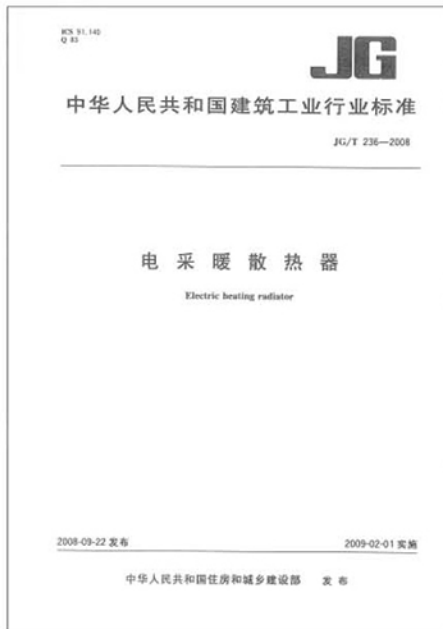 ICS 91.140
Q 83
JG
中华人民共和国建筑工业行业标准
JG/T 236—2008
电采暖散热器
Electric heating radiator
2008-09-22 发布
2009-02-01 实施
中华人民共和国住房和城乡建设部 发布